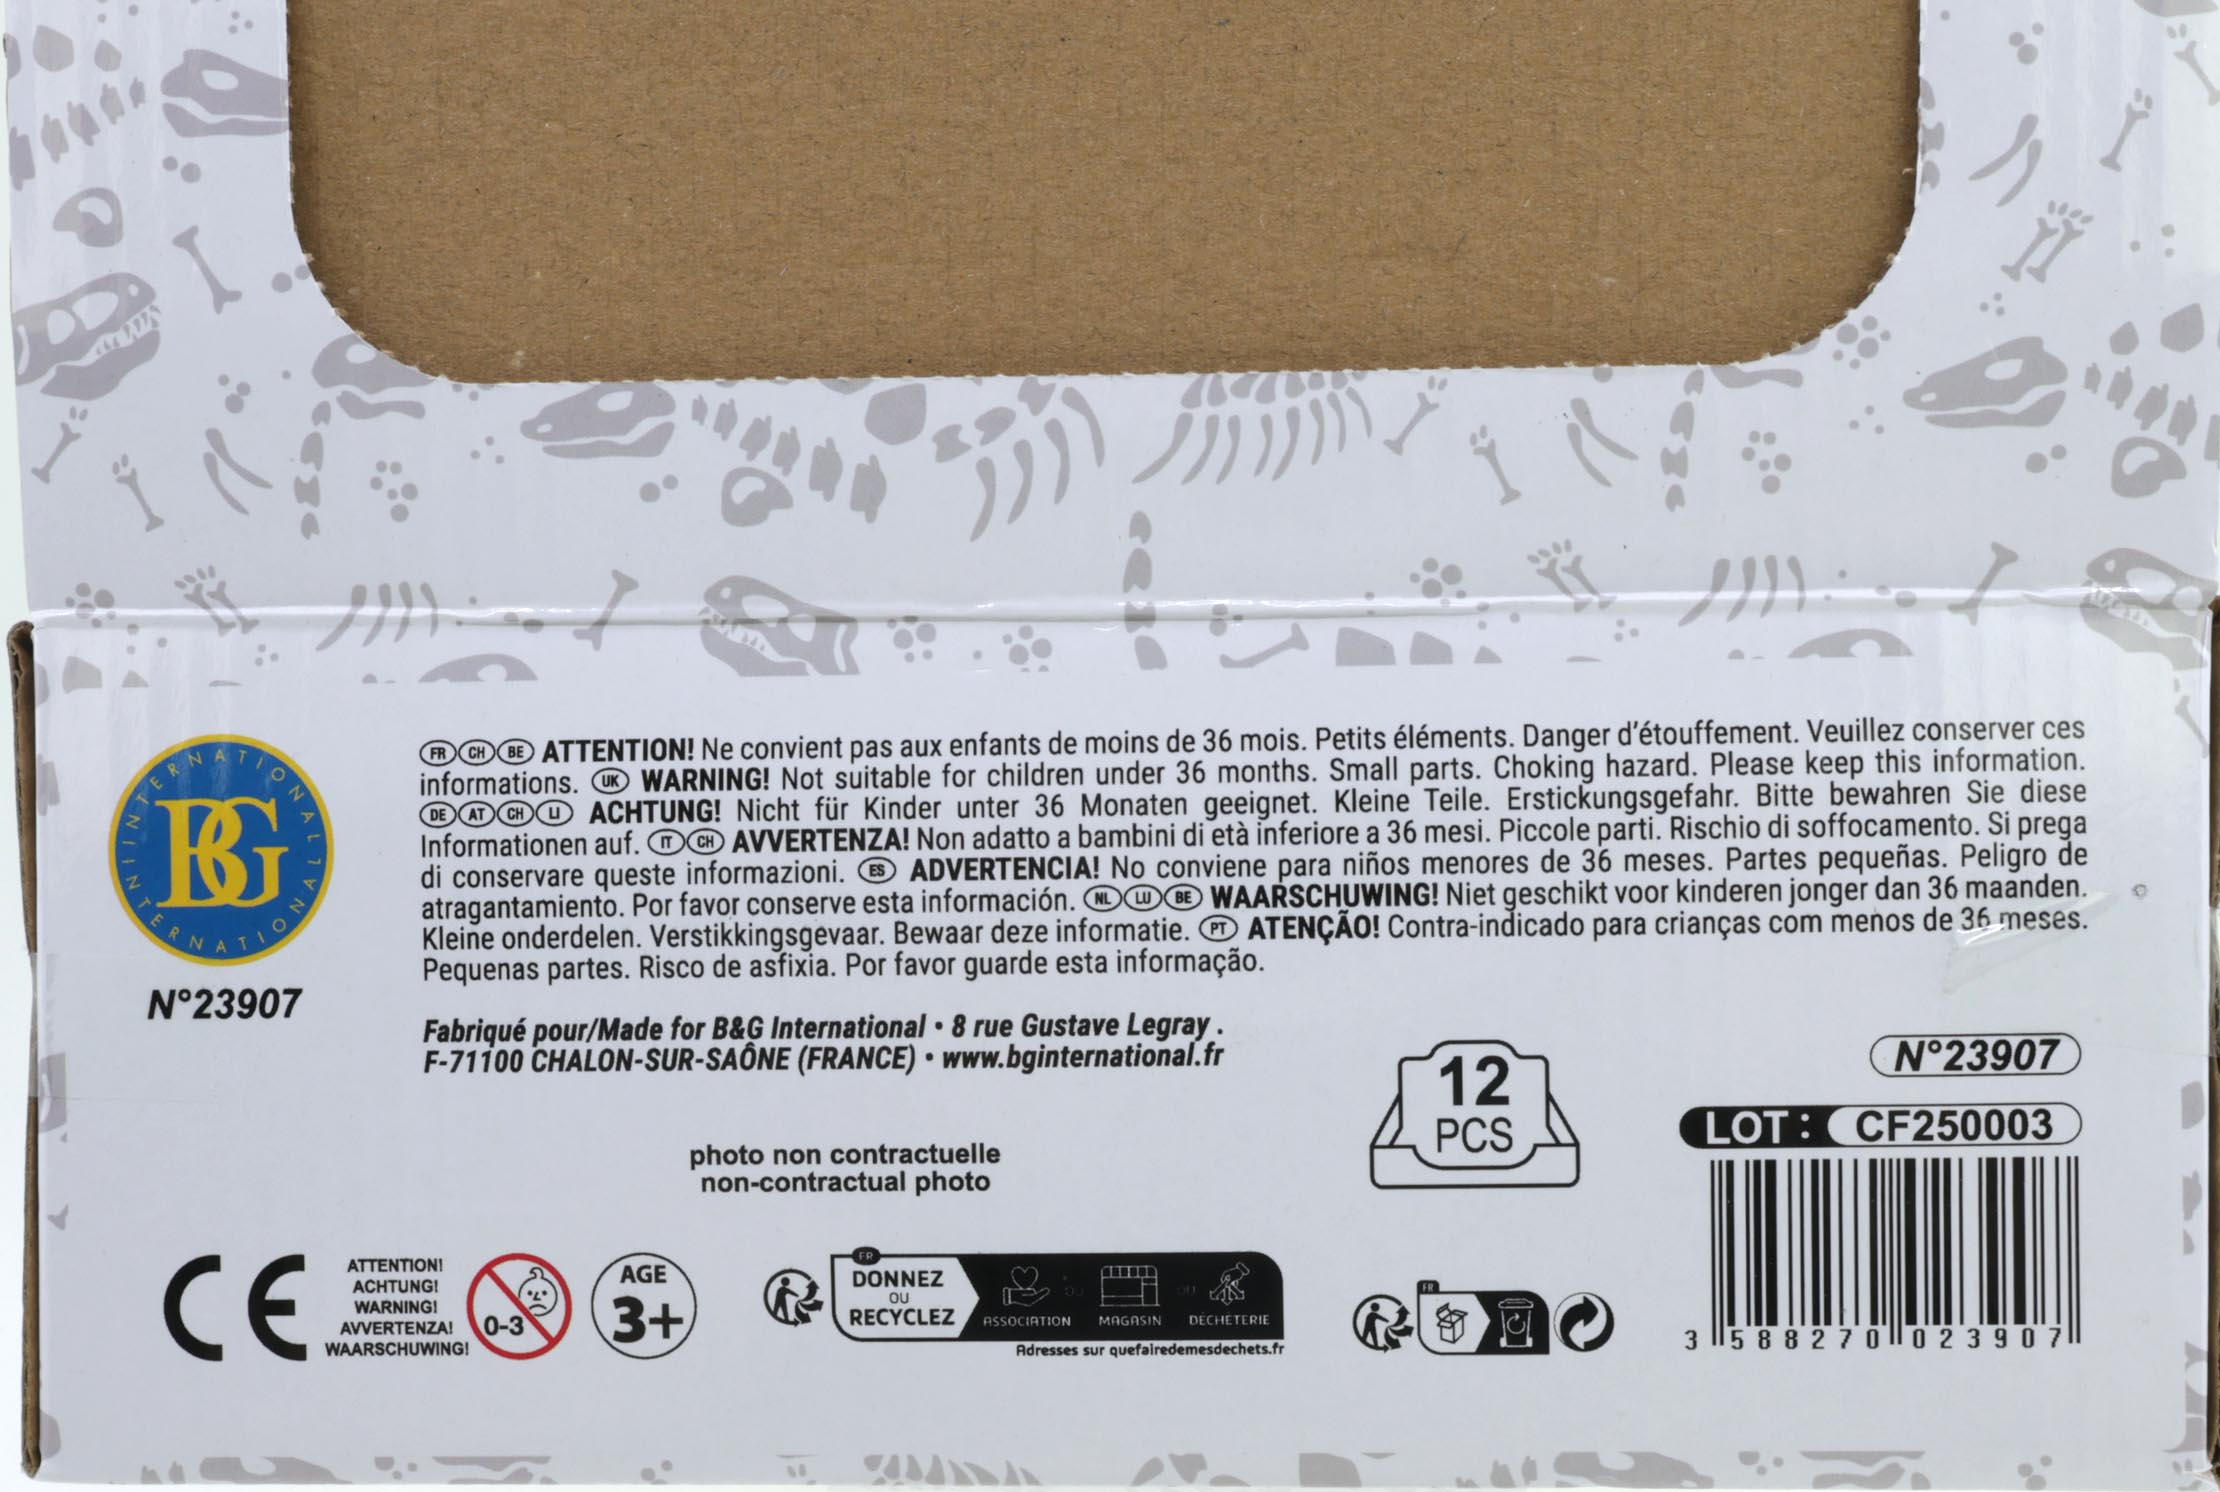 INTERNATIONAL
BG
INTERNATIONAL
N°23907
FR CH BE ATTENTION! Ne convient pas aux enfants de moins de 36 mois. Petits éléments. Danger d'étouffement. Veuillez conserver ces
informations. UK WARNING! Not suitable for children under 36 months. Small parts. Choking hazard. Please keep this information.
DE AT CH LI ACHTUNG! Nicht für Kinder unter 36 Monaten geeignet. Kleine Teile. Erstickungsgefahr. Bitte bewahren Sie diese
Informationen auf. IT CH AVVERTENZA! Non adatto a bambini di età inferiore a 36 mesi. Piccole parti. Rischio di soffocamento. Si prega
di conservare queste informazioni. ES ADVERTENCIA! No conviene para niños menores de 36 meses. Partes pequeñas. Peligro de
atragantamiento. Por favor conserve esta información. NL LU BE WAARSCHUWING! Niet geschikt voor kinderen jonger dan 36 maanden.
Kleine onderdelen. Verstikkingsgevaar. Bewaar deze informatie. PT ATENÇÃO! Contra-indicado para crianças com menos de 36 meses.
Pequenas partes. Risco de asfixia. Por favor guarde esta informação.
Fabriqué pour/Made for B&G International • 8 rue Gustave Legray .
F-71100 CHALON-SUR-SAÔNE (FRANCE) • www.bginternational.fr
photo non contractuelle
non-contractual photo
12
PCS
N°23907
LOT: CF250003
3 588270 023907
CE
ATTENTION!
ACHTUNG!
WARNING!
AVVERTENZA!
WAARSCHUWING!
0-3
AGE
3+
FR
DONNEZ
OU
RECYCLEZ
ASSOCIATION OU MAGASIN OU DÉCHÈTERIE
Adresses sur quefairedemesdechets.fr
FR